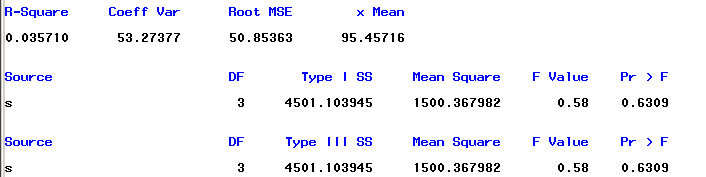 R-Square Coeff Var Root MSE x Mean
0.035710 53.27377 50.85363 95.45716
Source DF Type I SS Mean Square F Value Pr > F
s 3 4501.103945 1500.367982 0.58 0.6309
Source DF Type III SS Mean Square F Value Pr > F
s 3 4501.103945 1500.367982 0.58 0.6309